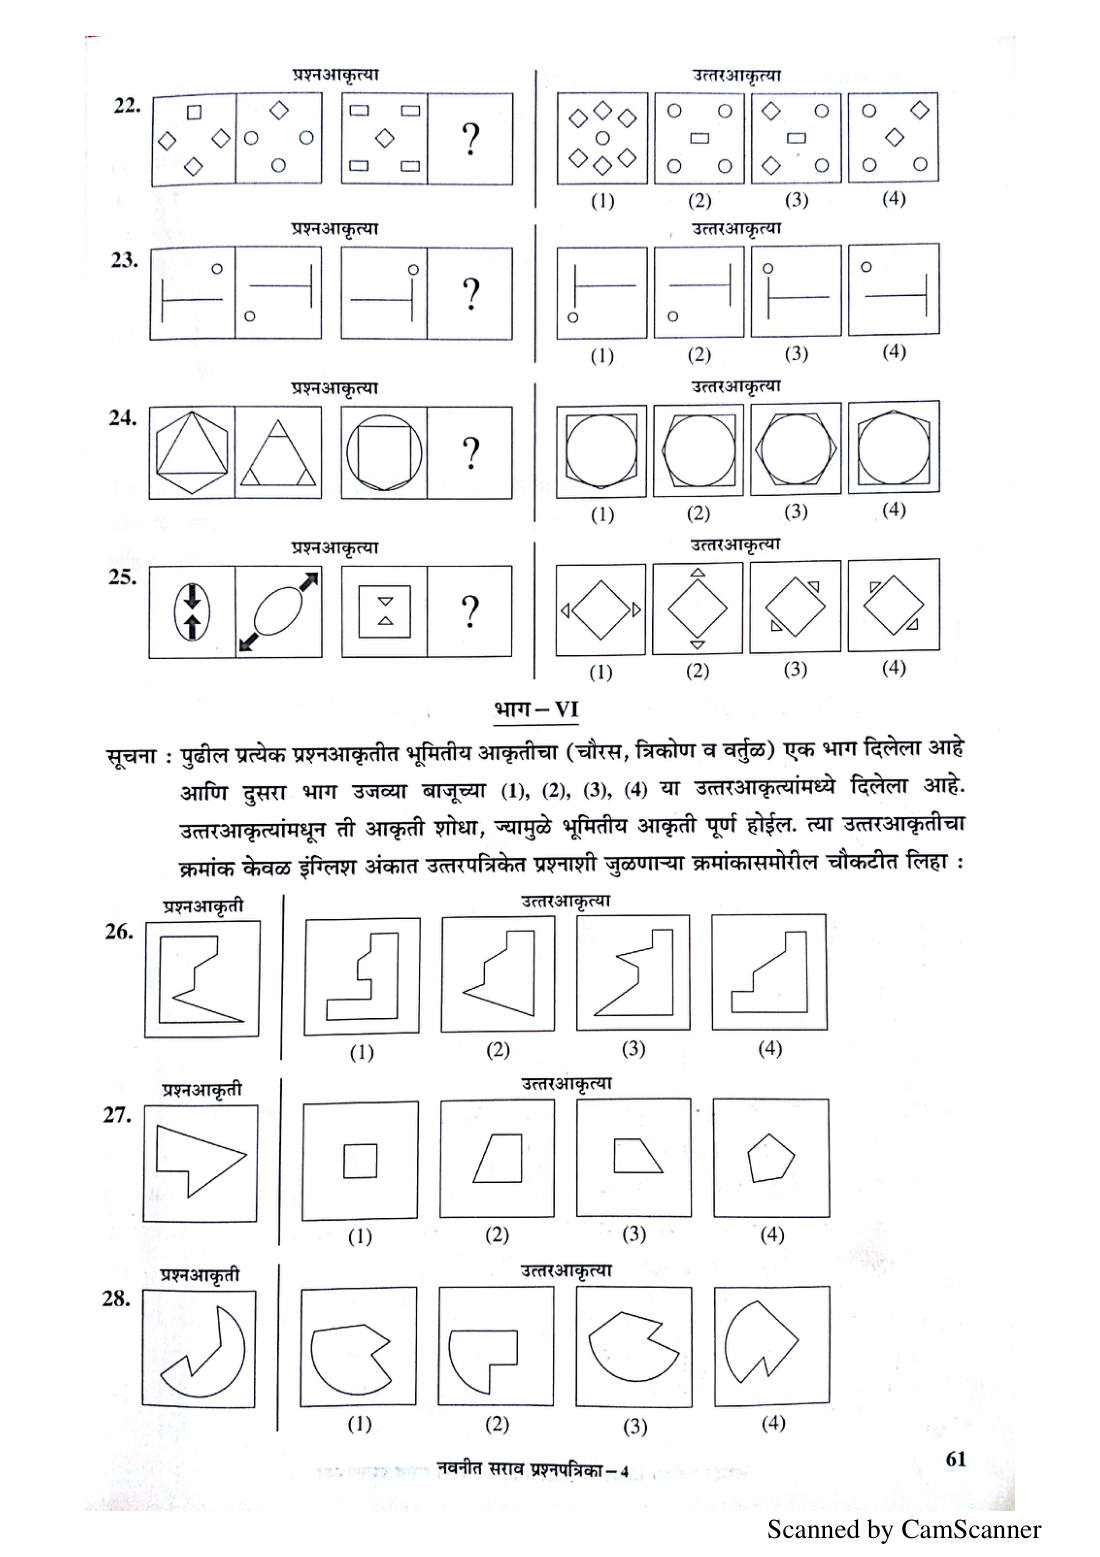 प्रश्नआकृत्या उत्तरआकृत्या
22. ?
(1) (2) (3) (4)
प्रश्नआकृत्या उत्तरआकृत्या
23. ?
(1) (2) (3) (4)
प्रश्नआकृत्या उत्तरआकृत्या
24. ?
(1) (2) (3) (4)
प्रश्नआकृत्या उत्तरआकृत्या
25. ?
(1) (2) (3) (4)
भाग – VI
सूचना : पुढील प्रत्येक प्रश्नआकृतीत भूमितीय आकृतीचा (चौरस, त्रिकोण व वर्तुळ) एक भाग दिलेला आहे
आणि दुसरा भाग उजव्या बाजूच्या (1), (2), (3), (4) या उत्तरआकृत्यांमध्ये दिलेला आहे.
उत्तरआकृत्यांमधून ती आकृती शोधा, ज्यामुळे भूमितीय आकृती पूर्ण होईल. त्या उत्तरआकृतीचा
क्रमांक केवळ इंग्लिश अंकात उत्तरपत्रिकेत प्रश्नाशी जुळणाऱ्या क्रमांकासमोरील चौकटीत लिहा :
प्रश्नआकृती उत्तरआकृत्या
26.
(1) (2) (3) (4)
प्रश्नआकृती उत्तरआकृत्या
27.
(1) (2) (3) (4)
प्रश्नआकृती उत्तरआकृत्या
28.
(1) (2) (3) (4)
नवनीत सराव प्रश्नपत्रिका – 4 61
Scanned by CamScanner